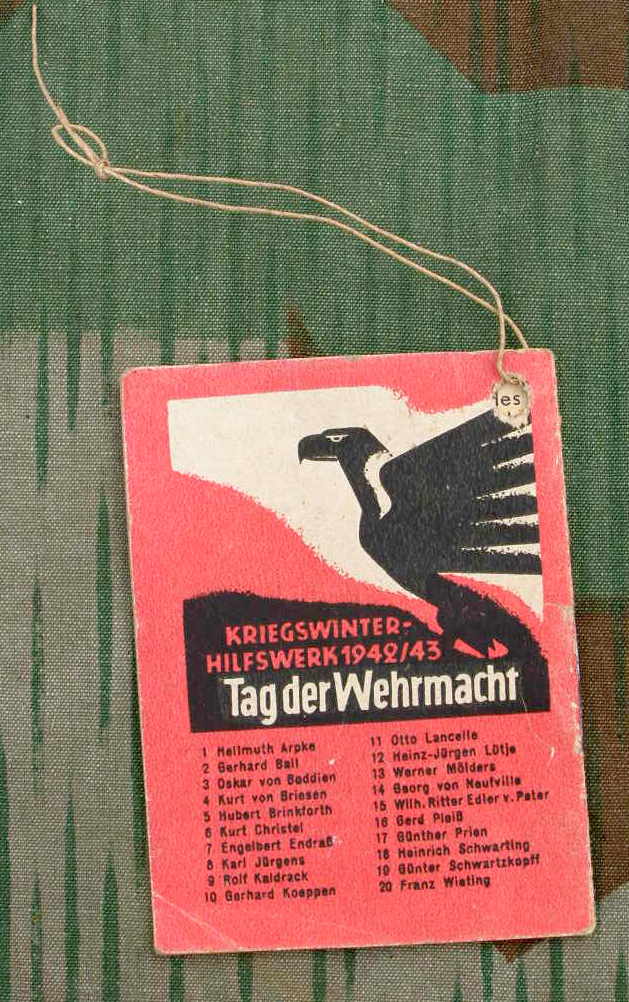 les
KRIEGSWINTER-
HILFSWERK 1942/43
Tag der Wehrmacht
1 Hellmuth Arpke
2 Gerhard Ball
3 Oskar von Boddien
4 Kurt von Briesen
5 Hubert Brinkforth
6 Kurt Christel
7 Engelbert Endraß
8 Karl Jürgens
9 Rolf Kaldrack
10 Gerhard Koeppen
11 Otto Lancelle
12 Heinz-Jürgen Lütje
13 Werner Mölders
14 Georg von Neufville
15 Wilh. Ritter Edler v. Peter
16 Gerd Pleiß
17 Günther Prien
18 Heinrich Schwarting
19 Günter Schwartzkopff
20 Franz Wieting